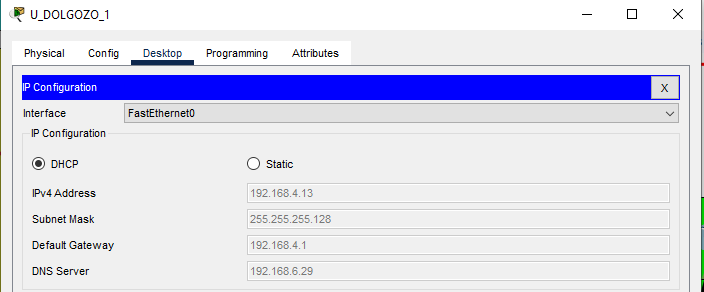 U_DOLGOZO_1
Physical Config Desktop Programming Attributes
IP Configuration X
Interface FastEthernet0
IP Configuration
DHCP Static
IPv4 Address 192.168.4.13
Subnet Mask 255.255.255.128
Default Gateway 192.168.4.1
DNS Server 192.168.6.29